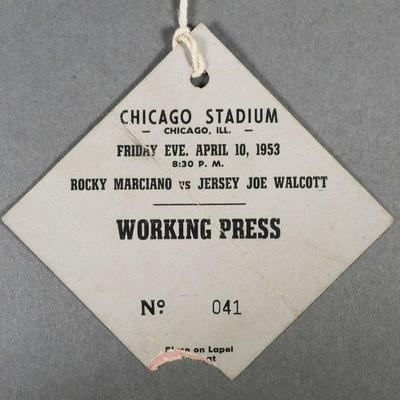 CHICAGO STADIUM
— CHICAGO, ILL. —
FRIDAY EVE. APRIL 10, 1953
8:30 P. M.
ROCKY MARCIANO vs JERSEY JOE WALCOTT
WORKING PRESS
No. 041
on Lapel